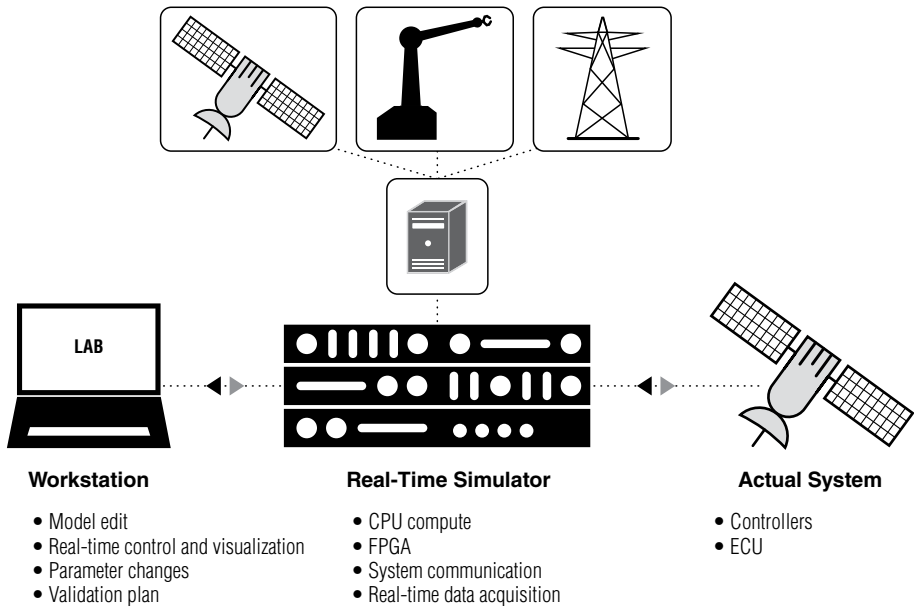 LAB
Workstation
• Model edit
• Real-time control and visualization
• Parameter changes
• Validation plan
Real-Time Simulator
• CPU compute
• FPGA
• System communication
• Real-time data acquisition
Actual System
• Controllers
• ECU